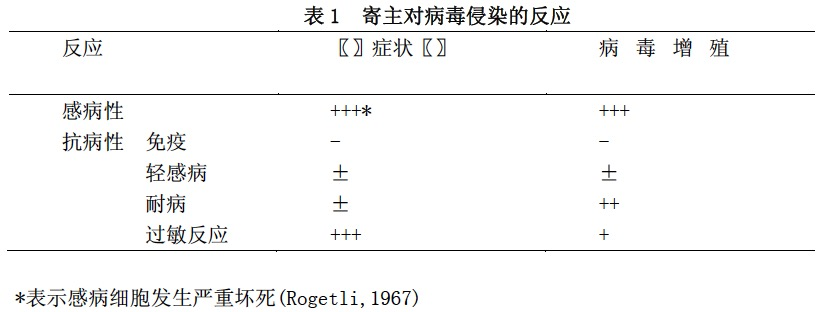 表1 寄主对病毒侵染的反应
反应 〖〗症状〖〗 病 毒 增 殖
感病性 +++* +++
抗病性 免疫 - -
轻感病 ± ±
耐病 ± ++
过敏反应 +++ +
*表示感病细胞发生严重坏死(Rogetli,1967)